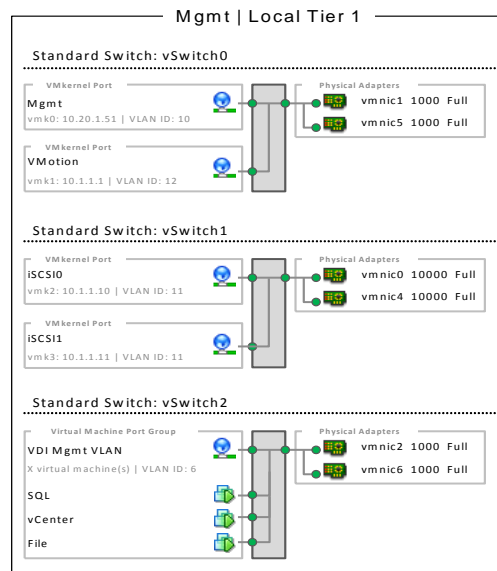 Mgmt | Local Tier 1
Standard Switch: vSwitch0
VMkernel Port
Physical Adapters
Mgmt
vmk0: 10.20.1.51 | VLAN ID: 10
vmnic1 1000 Full
vmnic5 1000 Full
VMkernel Port
VMotion
vmk1: 10.1.1.1 | VLAN ID: 12
Standard Switch: vSwitch1
VMkernel Port
Physical Adapters
iSCSI0
vmk2: 10.1.1.10 | VLAN ID: 11
vmnic0 10000 Full
vmnic4 10000 Full
VMkernel Port
iSCSI1
vmk3: 10.1.1.11 | VLAN ID: 11
Standard Switch: vSwitch2
Virtual Machine Port Group
Physical Adapters
VDI Mgmt VLAN
X virtual machine(s) | VLAN ID: 6
vmnic2 1000 Full
vmnic6 1000 Full
SQL
vCenter
File